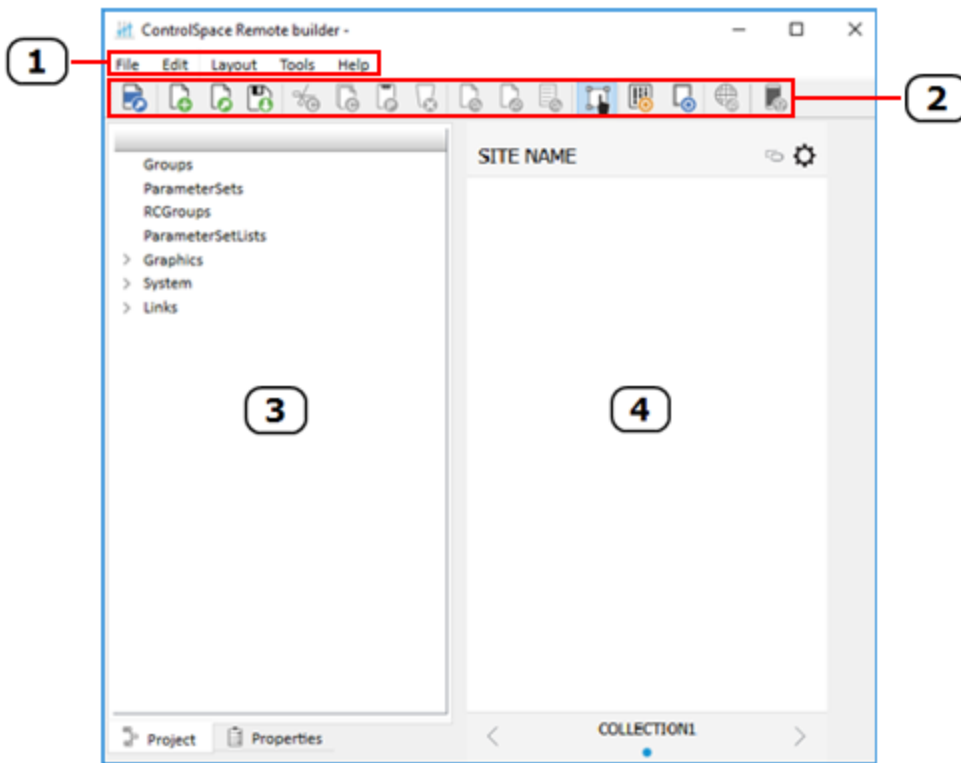 ControlSpace Remote builder -
1
File Edit Layout Tools Help
2
SITE NAME
Groups
ParameterSets
RCGroups
ParameterSetLists
> Graphics
> System
> Links
3
4
Project Properties
< COLLECTION1 >